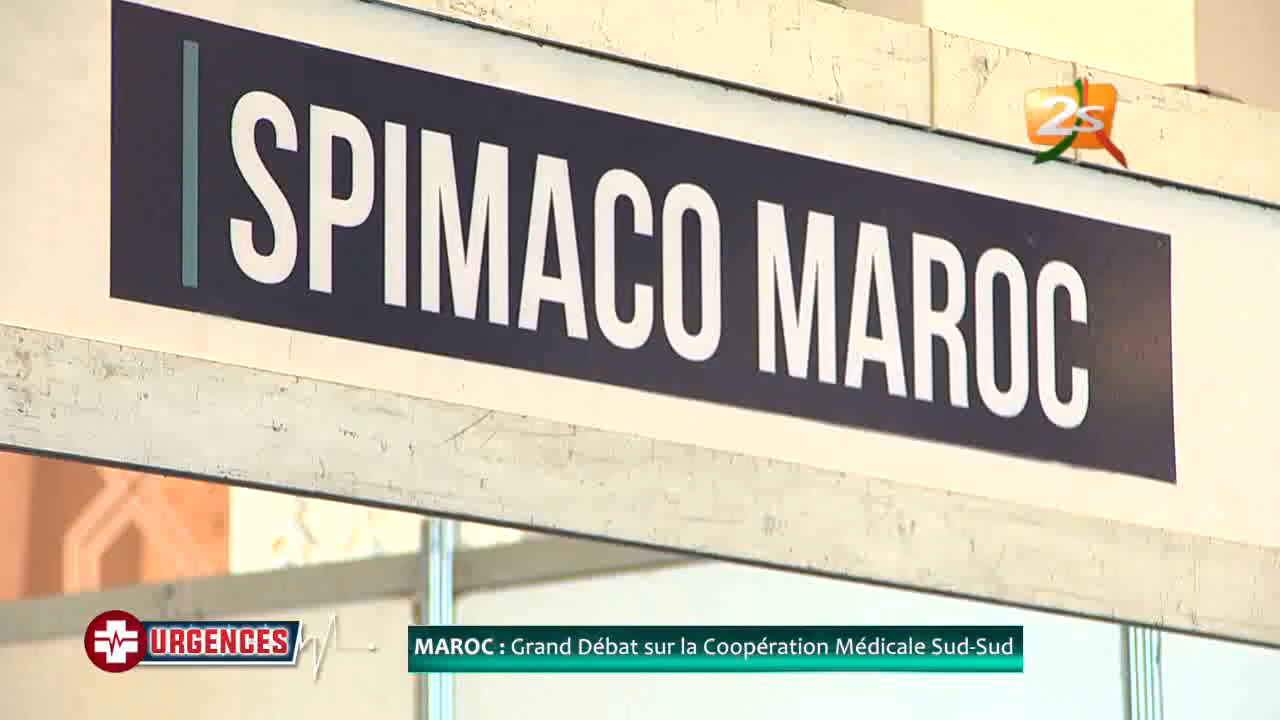 2s
SPIMACO MAROC
URGENCES
MAROC : Grand Débat sur la Coopération Médicale Sud-Sud